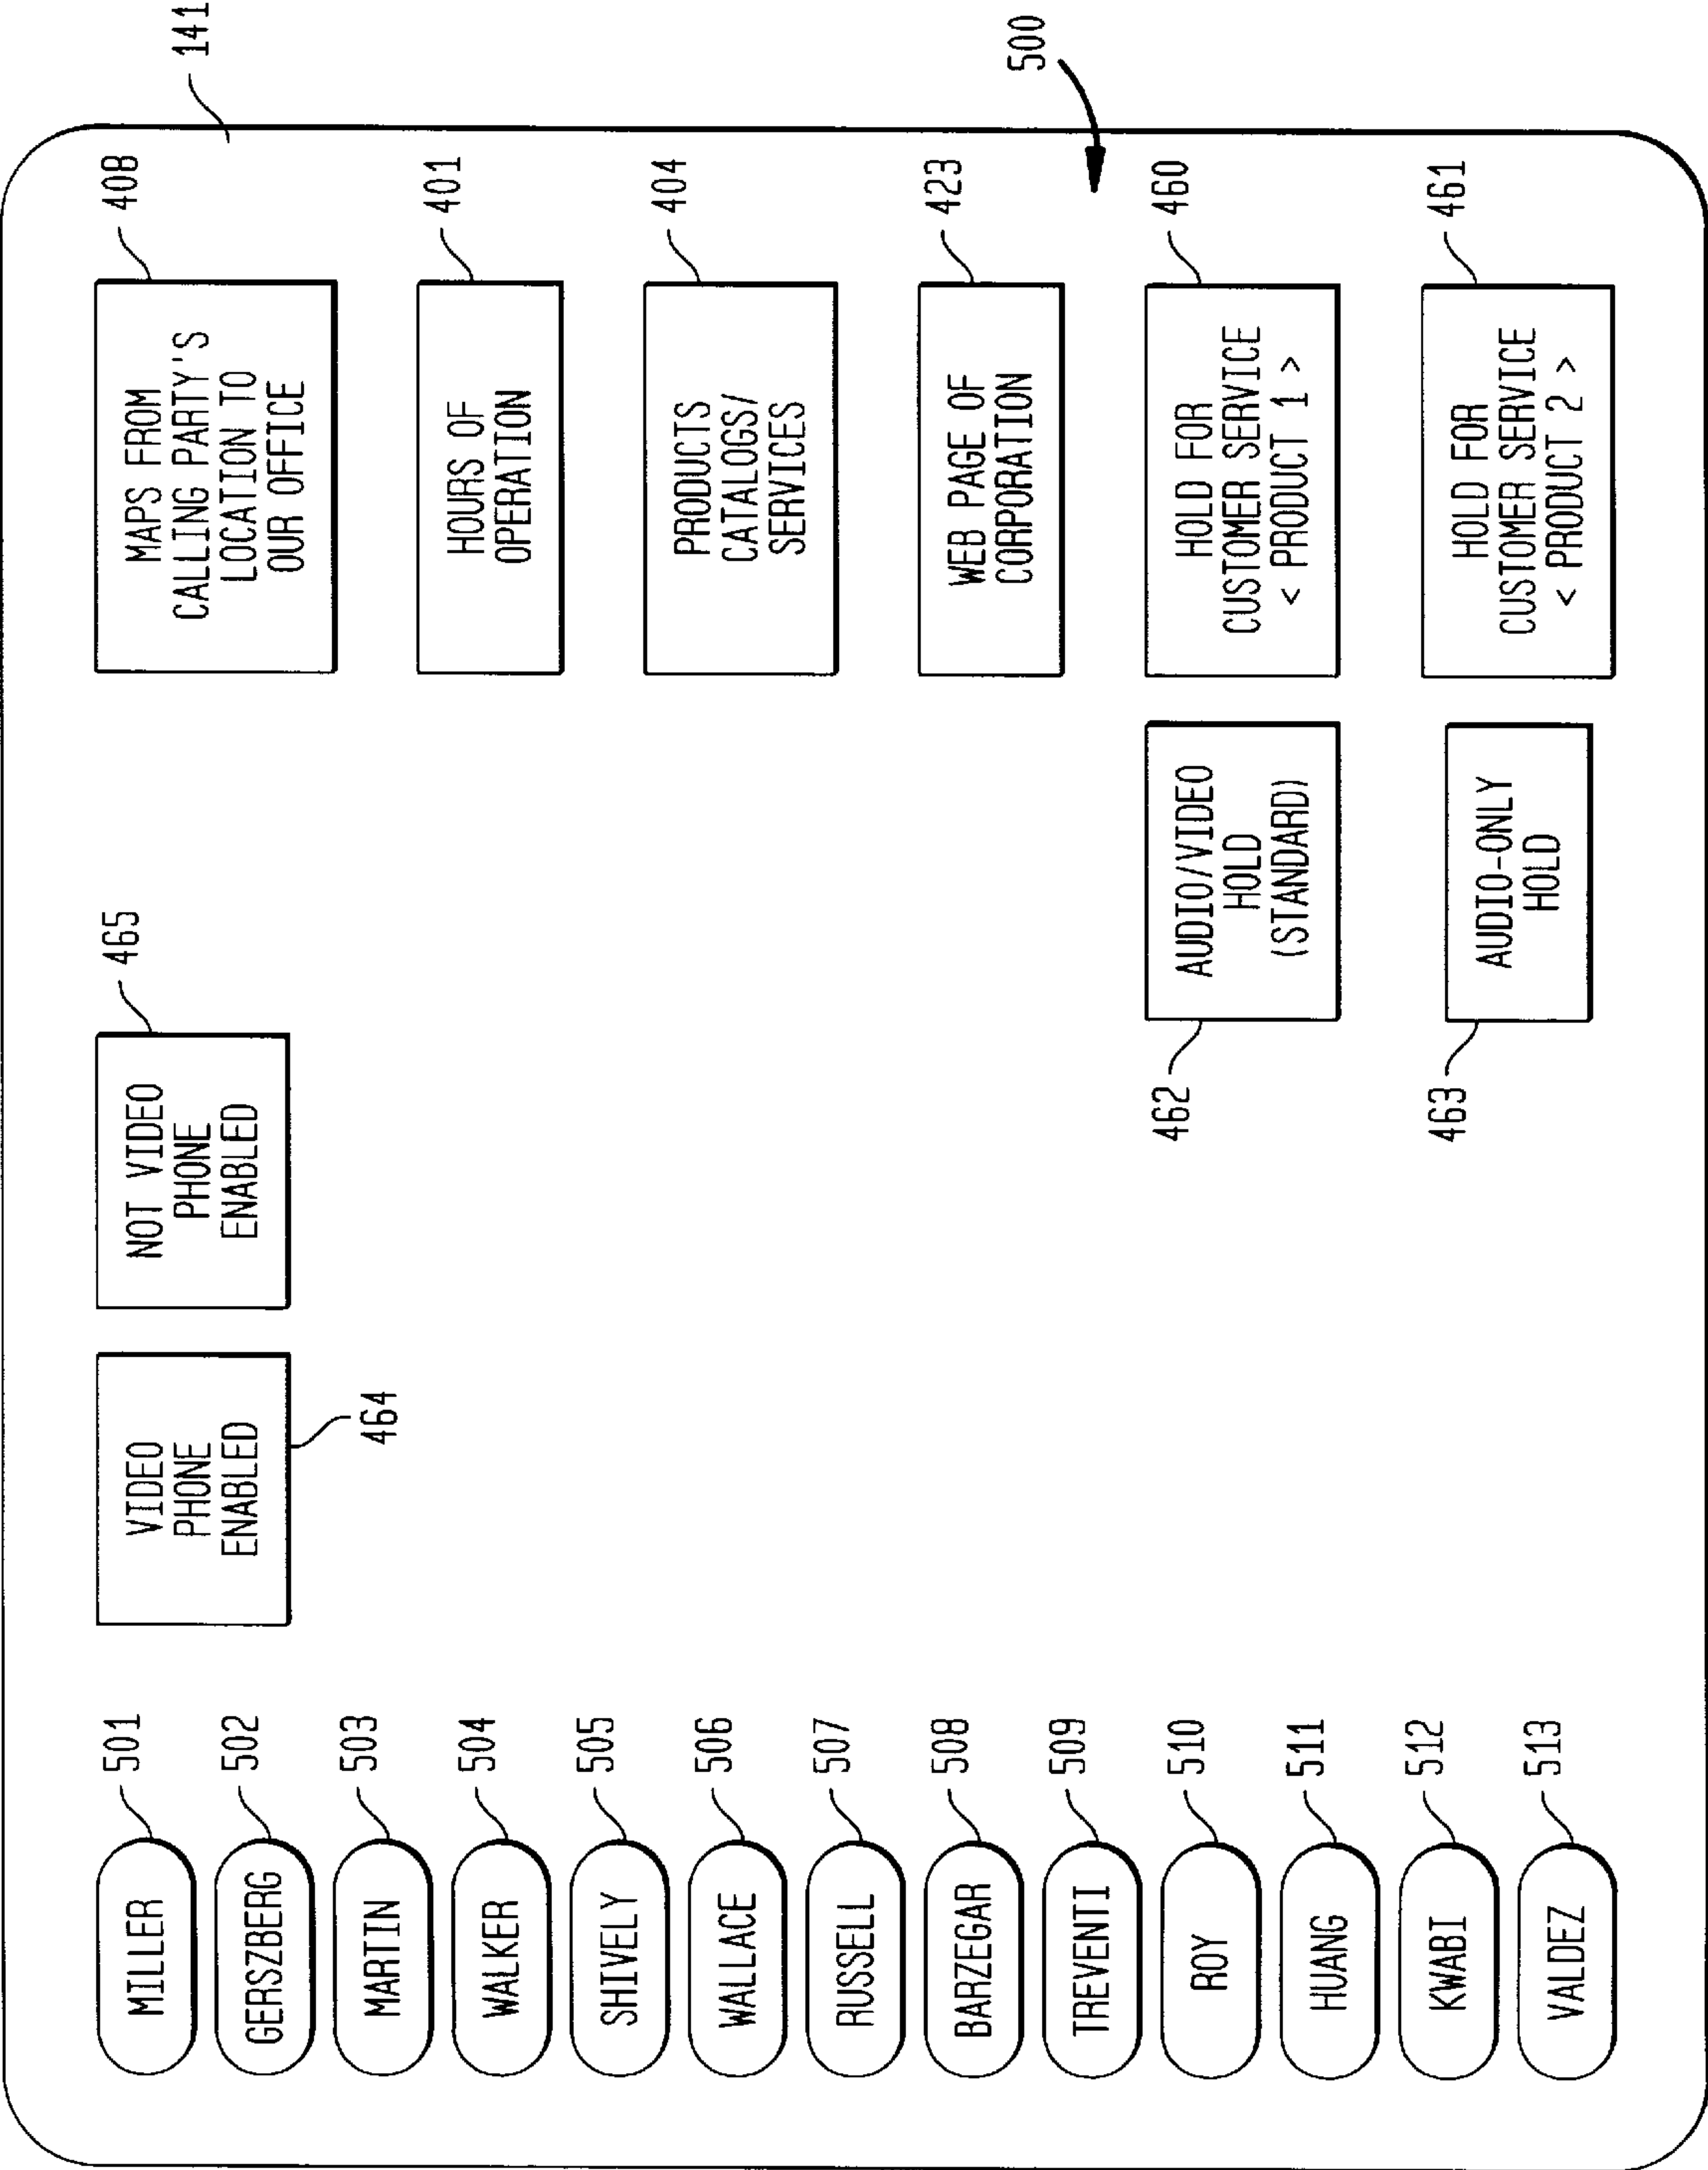 MILLER
501
GERSZBERG
502
MARTIN
503
WALKER
504
SHIVELY
505
WALLACE
506
RUSSELL
507
BARZEGAR
508
TREVENTI
509
ROY
510
HUANG
511
KWABI
512
VALDEZ
513
VIDEO
PHONE
ENABLED
464
NOT VIDEO
PHONE
ENABLED
465
MAPS FROM
CALLING PARTY'S
LOCATION TO
OUR OFFICE
408
HOURS OF
OPERATION
401
PRODUCTS
CATALOGS/
SERVICES
404
WEB PAGE OF
CORPORATION
423
462
AUDIO/VIDEO
HOLD
(STANDARD)
HOLD FOR
CUSTOMER SERVICE
< PRODUCT 1 >
460
463
AUDIO-ONLY
HOLD
HOLD FOR
CUSTOMER SERVICE
< PRODUCT 2 >
461
141
500